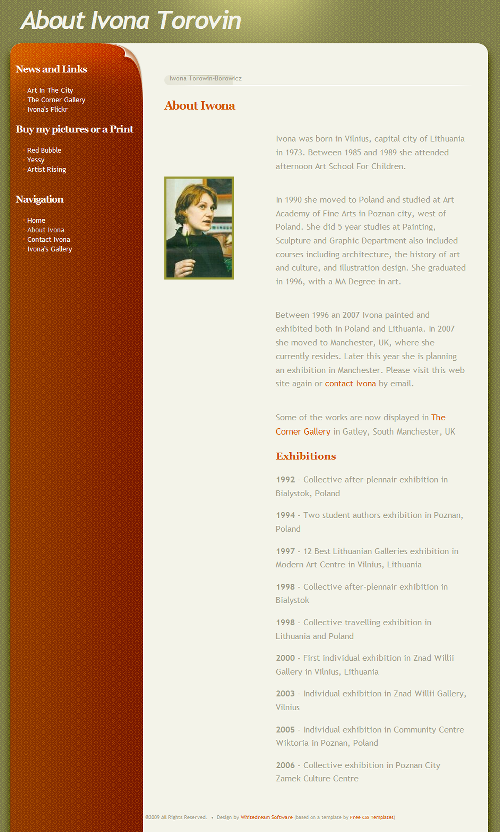 About Ivona Torovin
News and Links
Art In The City
The Corner Gallery
Ivona's Flickr
Buy my pictures or a Print
Red Bubble
Yessy
Artist Rising
Navigation
Home
About Ivona
Contact Ivona
Ivona's Gallery
Ivona Torowin-Borowicz
About Iwona
Ivona was born in Vilnius, capital city of Lithuania
in 1973. Between 1985 and 1989 she attended
afternoon Art School For Children.
In 1990 she moved to Poland and studied at Art
Academy of Fine Arts in Poznan city, west of
Poland. She did 5 year studies at Painting,
Sculpture and Graphic Department also included
courses including architecture, the history of art
and culture, and illustration design. She graduated
in 1996, with a MA Degree in art.
Between 1996 an 2007 Ivona painted and
exhibited both in Poland and Lithuania. In 2007
she moved to Manchester, UK, where she
currently resides. Later this year she is planning
an exhibition in Manchester. Please visit this web
site again or contact Ivona by email.
Some of the works are now displayed in The
Corner Gallery in Gatley, South Manchester, UK
Exhibitions
1992 - Collective after-plennair exhibition in
Bialystok, Poland
1994 - Two student authors exhibition in Poznan,
Poland
1997 - 12 Best Lithuanian Galleries exhibition in
Modern Art Centre in Vilnius, Lithuania
1998 - Collective after-plennair exhibition in
Bialystok
1998 - Collective travelling exhibition in
Lithuania and Poland
2000 - First individual exhibition in Znad Willi
Gallery in Vilnius, Lithuania
2003 - Individual exhibition in Znad Willi Gallery,
Vilnius
2005 - Individual exhibition in Community Centre
Wiktoria in Poznan, Poland
2006 - Collective exhibition in Poznan City
Zamek Culture Centre
©2009 All Rights Reserved. • Design by Whitedream Software (based on a template by Free CSS Templates)